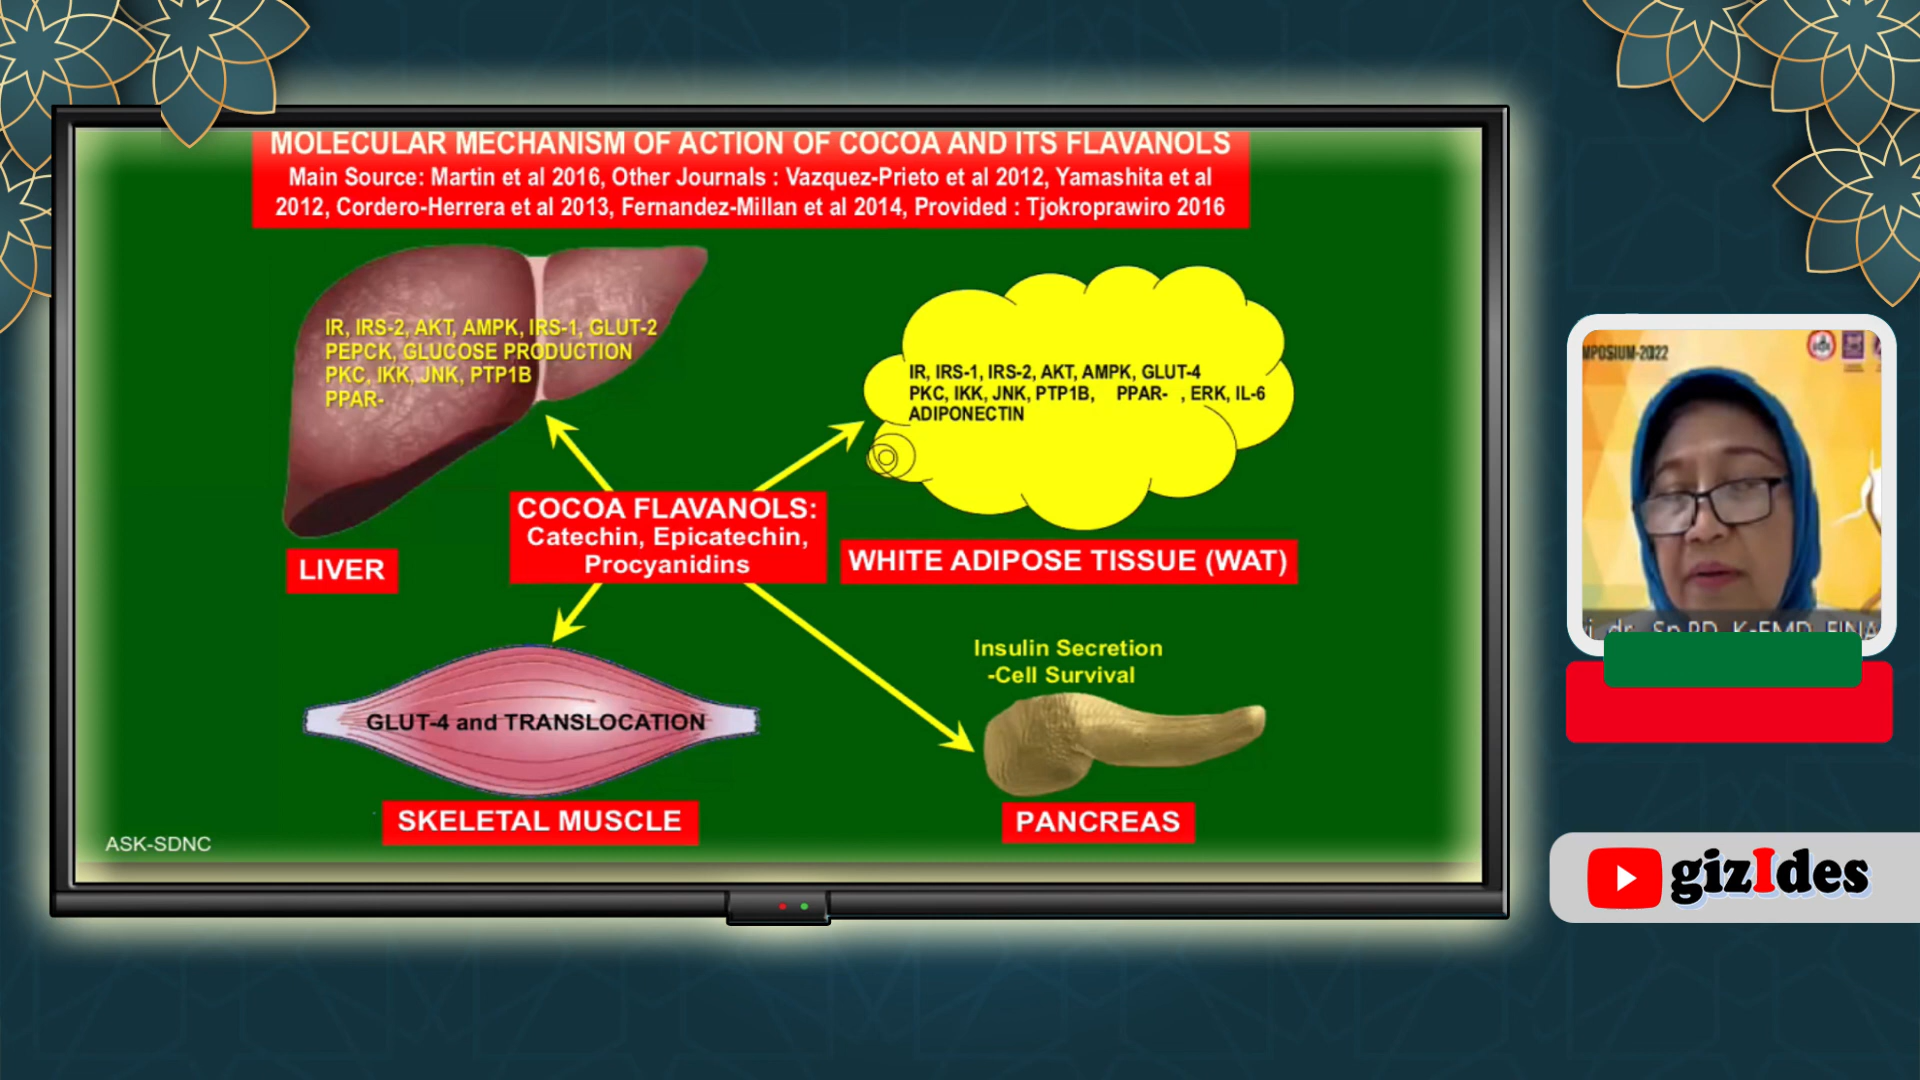 MOLECULAR MECHANISM OF ACTION OF COCOA AND ITS FLAVANOLS
Main Source: Martin et al 2016, Other Journals : Vazquez-Prieto et al 2012, Yamashita et al
2012, Cordero-Herrera et al 2013, Fernandez-Millan et al 2014, Provided : Tjokroprawiro 2016
IR, IRS-2, AKT, AMPK, IRS-1, GLUT-2
PEPCK, GLUCOSE PRODUCTION
PKC, IKK, JNK, PTP1B
PPAR-
LIVER
IR, IRS-1, IRS-2, AKT, AMPK, GLUT-4
PKC, IKK, JNK, PTP1B, PPAR- , ERK, IL-6
ADIPONECTIN
WHITE ADIPOSE TISSUE (WAT)
COCOA FLAVANOLS:
Catechin, Epicatechin,
Procyanidins
GLUT-4 and TRANSLOCATION
SKELETAL MUSCLE
Insulin Secretion
-Cell Survival
PANCREAS
ASK-SDNC
MPOSIUM-2022
dr., Sp.PD, K-EMD, FINA
gizIdes